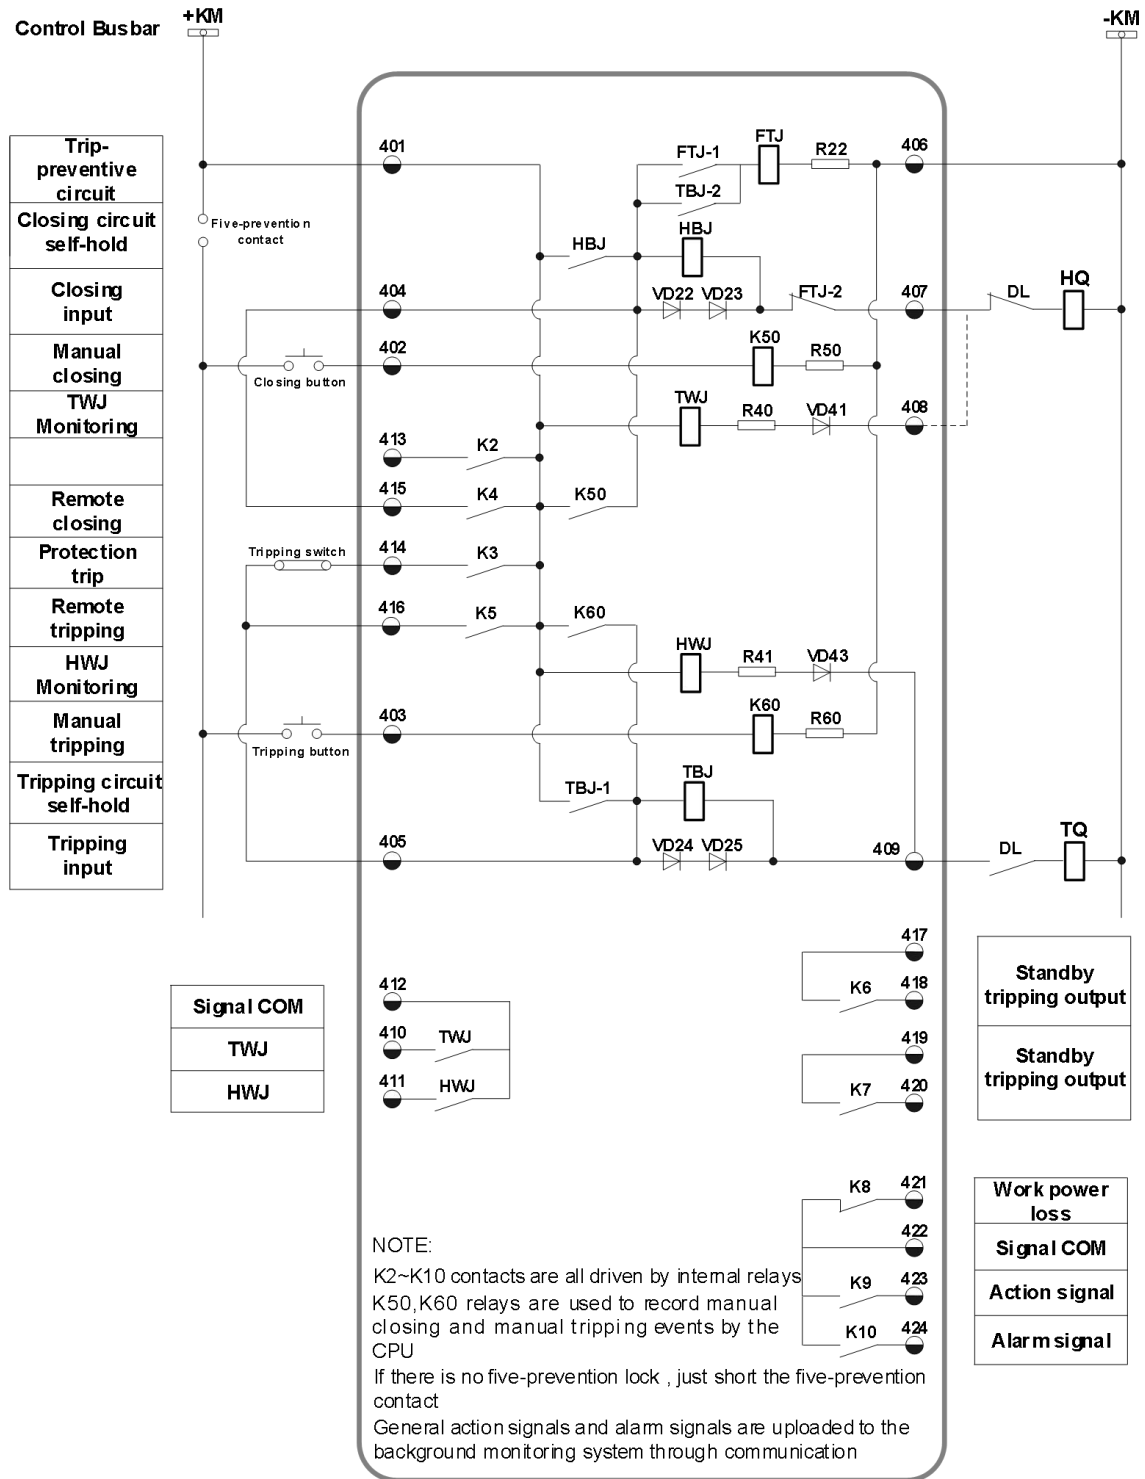 Control Busbar
+KM
-KM
Trip-
preventive
circuit
Closing circuit
self-hold
Closing
input
Manual
closing
TWJ
Monitoring
Remote
closing
Protection
trip
Remote
tripping
HWJ
Monitoring
Manual
tripping
Tripping circuit
self-hold
Tripping
input
Five-prevention
contact
401
FTJ-1
FTJ
R22
406
TBJ-2
HBJ
HBJ
404
VD22
VD23
FTJ-2
407
DL
HQ
402
Closing button
K50
R50
TWJ
R40
VD41
408
413
K2
415
K4
K50
Tripping switch
414
K3
416
K5
K60
HWJ
R41
VD43
403
Tripping button
K60
R60
TBJ-1
TBJ
405
VD24
VD25
409
DL
TQ
Signal COM
TWJ
HWJ
412
410
TWJ
411
HWJ
417
K6
418
419
K7
420
Standby
tripping output
Standby
tripping output
K8
421
422
K9
423
K10
424
Work power
loss
Signal COM
Action signal
Alarm signal
NOTE:
K2~K10 contacts are all driven by internal relays
K50,K60 relays are used to record manual
closing and manual tripping events by the
CPU
If there is no five-prevention lock , just short the five-prevention
contact
General action signals and alarm signals are uploaded to the
background monitoring system through communication